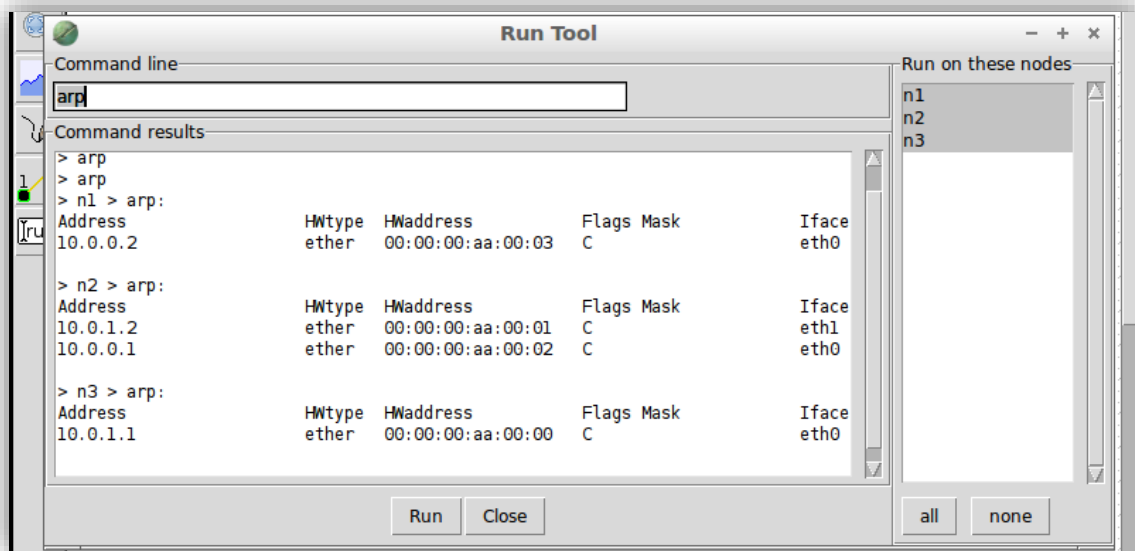 Run Tool
Command line
Run on these nodes
arp
n1
n2
n3
Command results
> arp
> arp
> n1 > arp:
Address HWtype HWaddress Flags Mask Iface
10.0.0.2 ether 00:00:00:aa:00:03 C eth0
> n2 > arp:
Address HWtype HWaddress Flags Mask Iface
10.0.1.2 ether 00:00:00:aa:00:01 C eth1
10.0.0.1 ether 00:00:00:aa:00:02 C eth0
> n3 > arp:
Address HWtype HWaddress Flags Mask Iface
10.0.1.1 ether 00:00:00:aa:00:00 C eth0
Run Close
all none
1
ru